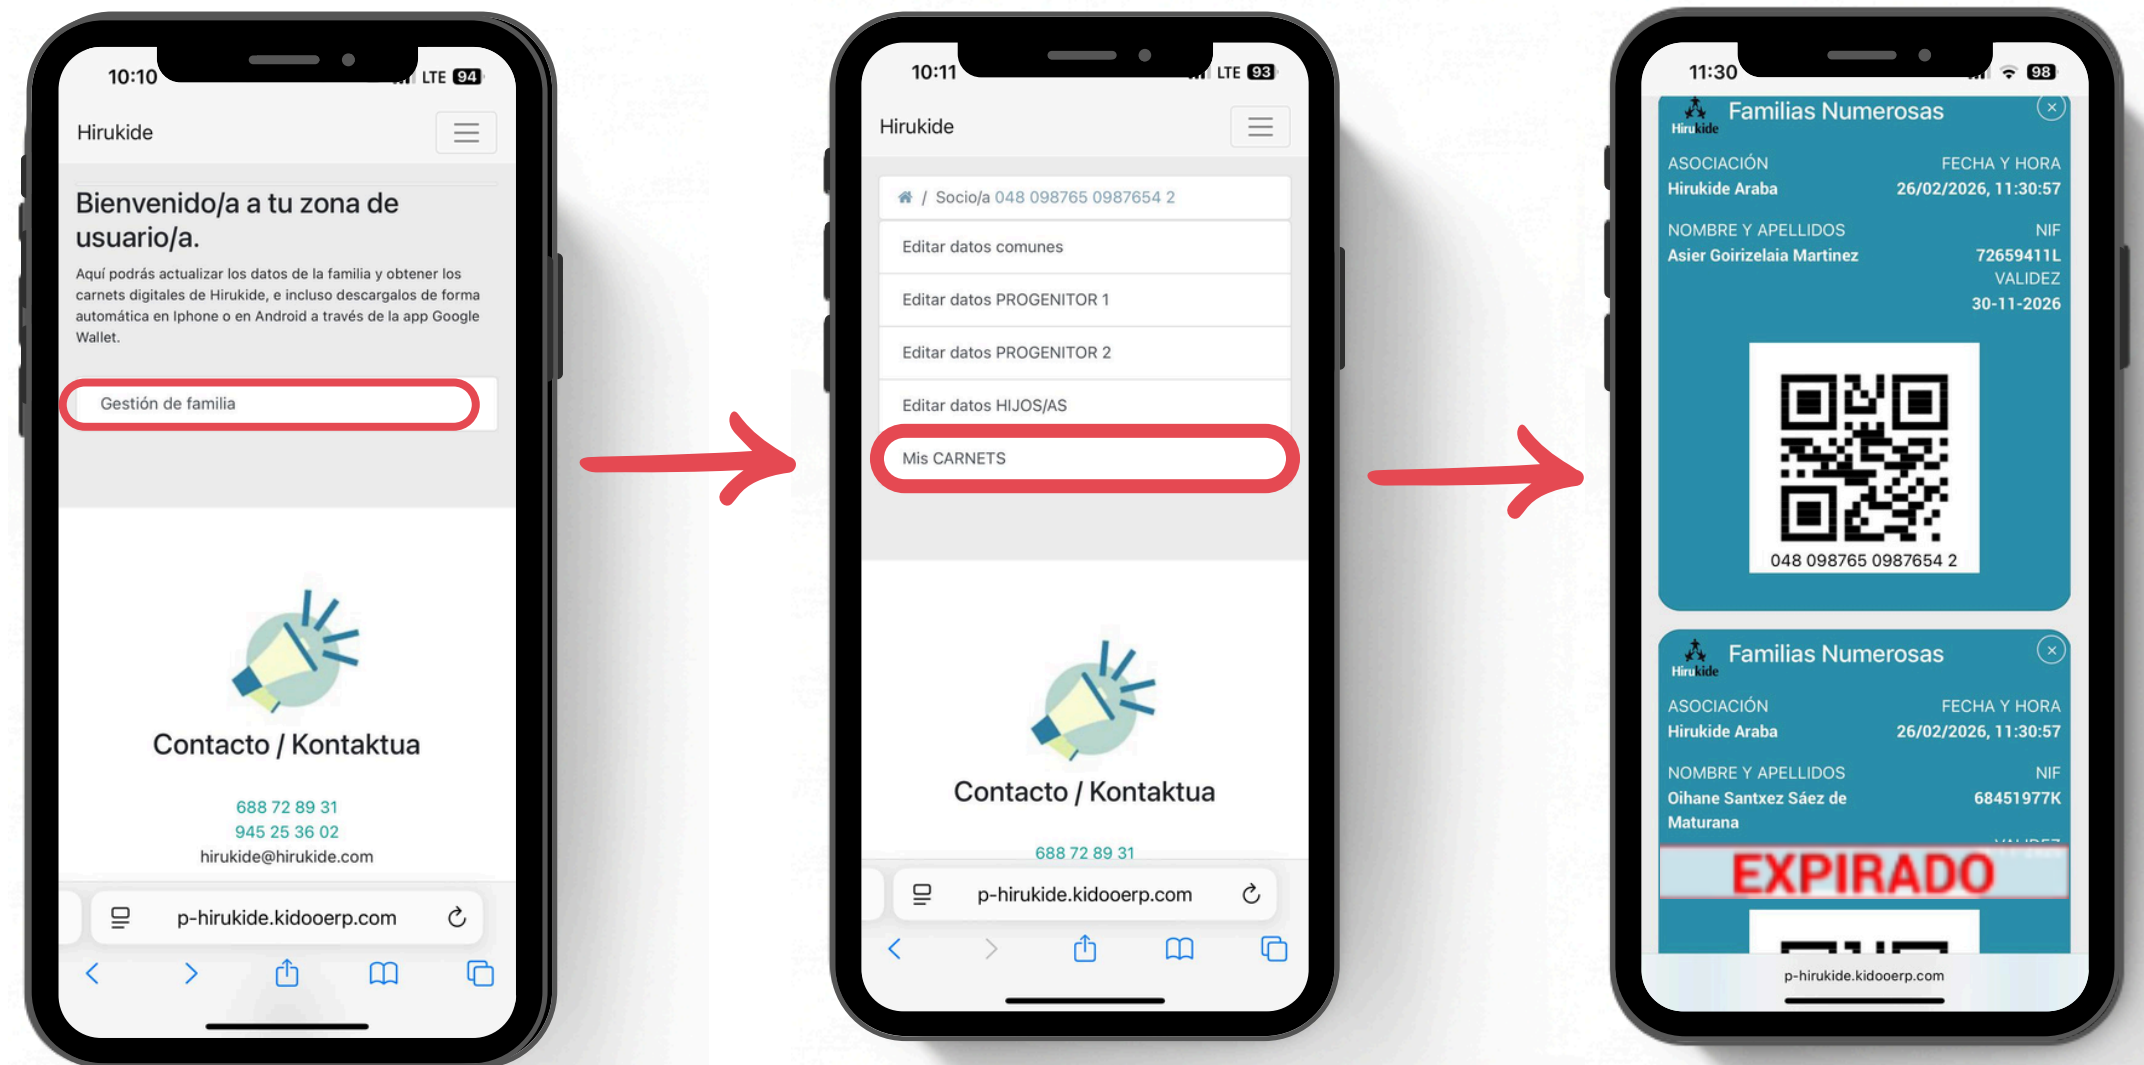 10:10
LTE 94
Hirukide
Bienvenido/a a tu zona de
usuario/a.
Aquí podrás actualizar los datos de la familia y obtener los
carnets digitales de Hirukide, e incluso descargalos de forma
automática en Iphone o en Android a través de la app Google
Wallet.
Gestión de familia
Contacto / Kontaktua
688 72 89 31
945 25 36 02
hirukide@hirukide.com
p-hirukide.kidooerp.com
10:11
LTE 93
Hirukide
/ Socio/a 048 098765 0987654 2
Editar datos comunes
Editar datos PROGENITOR 1
Editar datos PROGENITOR 2
Editar datos HIJOS/AS
Mis CARNETS
Contacto / Kontaktua
688 72 89 31
p-hirukide.kidooerp.com
11:30
98
Hirukide
Familias Numerosas
ASOCIACIÓN FECHA Y HORA
Hirukide Araba 26/02/2026, 11:30:57
NOMBRE Y APELLIDOS NIF
Asier Goirizelaia Martinez 72659411L
VALIDEZ
30-11-2026
048 098765 0987654 2
Hirukide
Familias Numerosas
ASOCIACIÓN FECHA Y HORA
Hirukide Araba 26/02/2026, 11:30:57
NOMBRE Y APELLIDOS NIF
Oihane Santxez Sáez de 68451977K
Maturana
EXPIRADO
p-hirukide.kidooerp.com